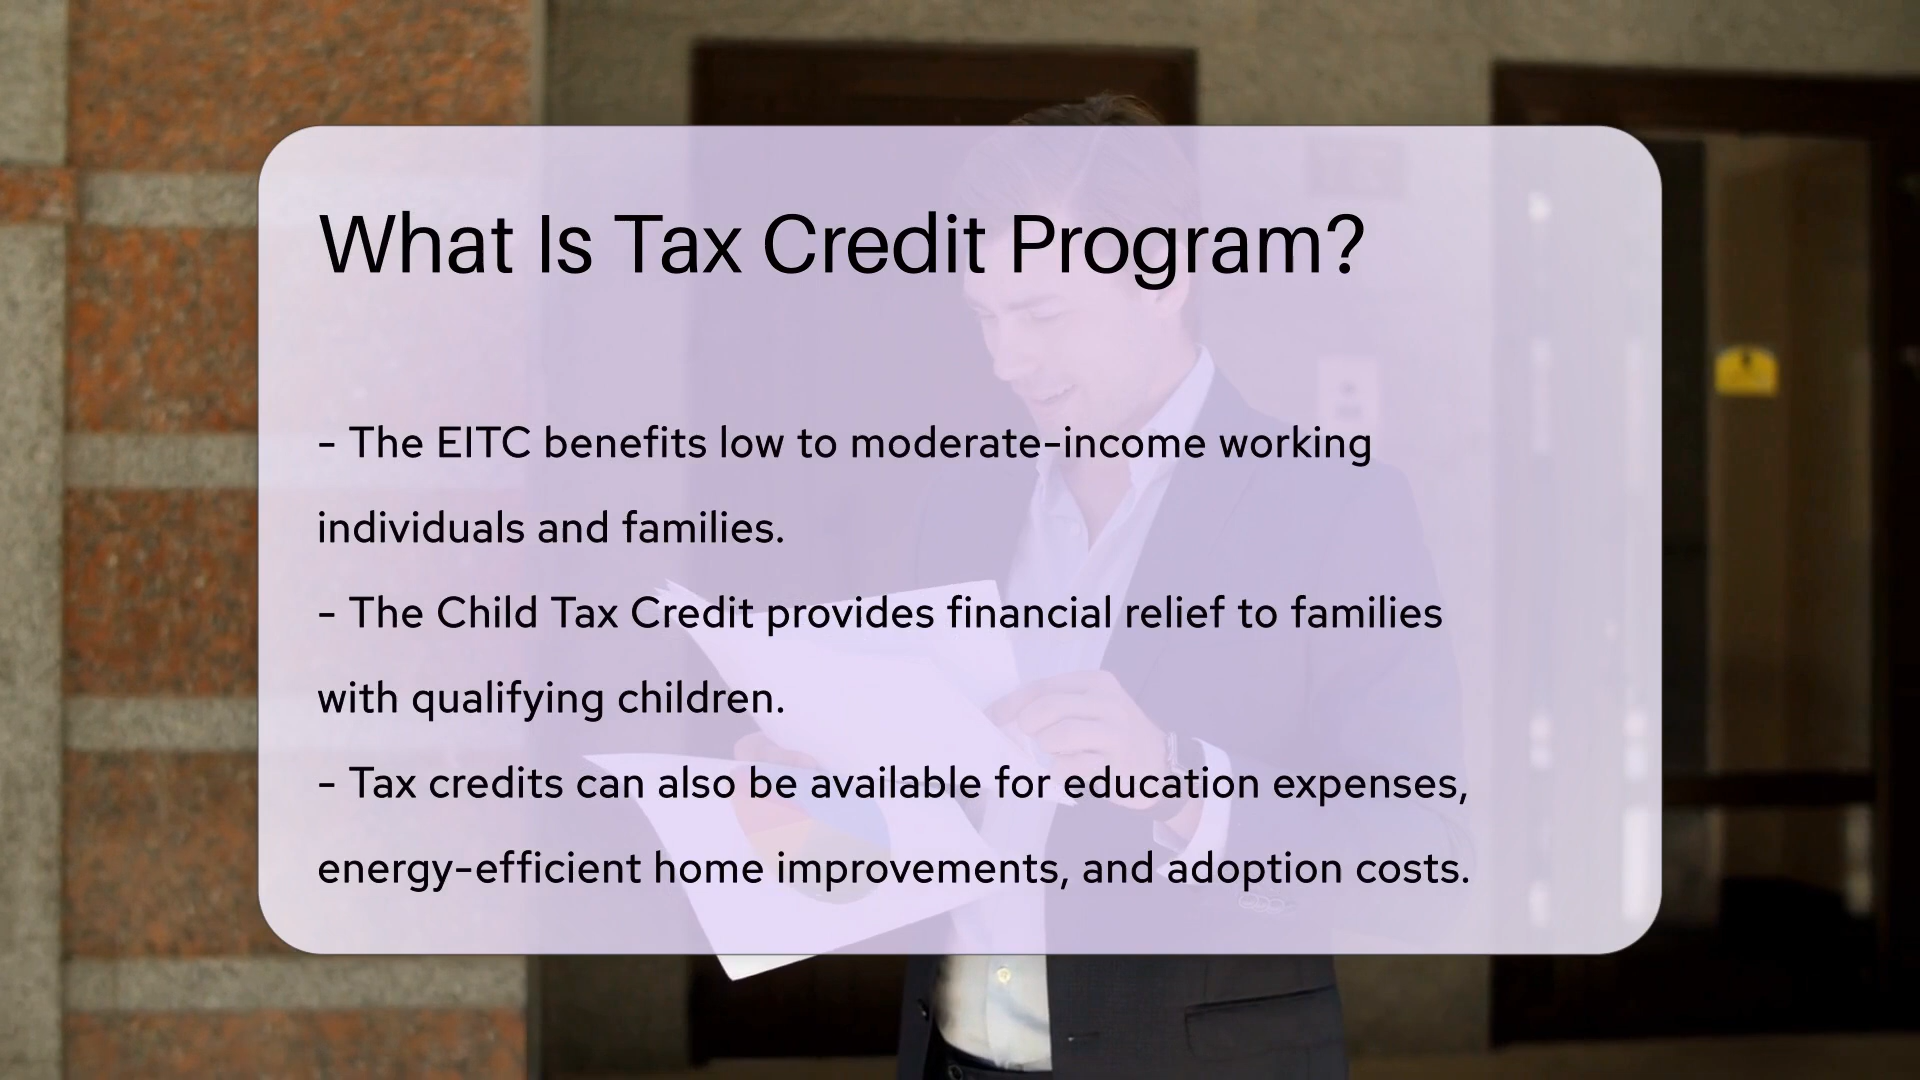 What Is Tax Credit Program?
- The EITC benefits low to moderate-income working
individuals and families.
- The Child Tax Credit provides financial relief to families
with qualifying children.
- Tax credits can also be available for education expenses,
energy-efficient home improvements, and adoption costs.